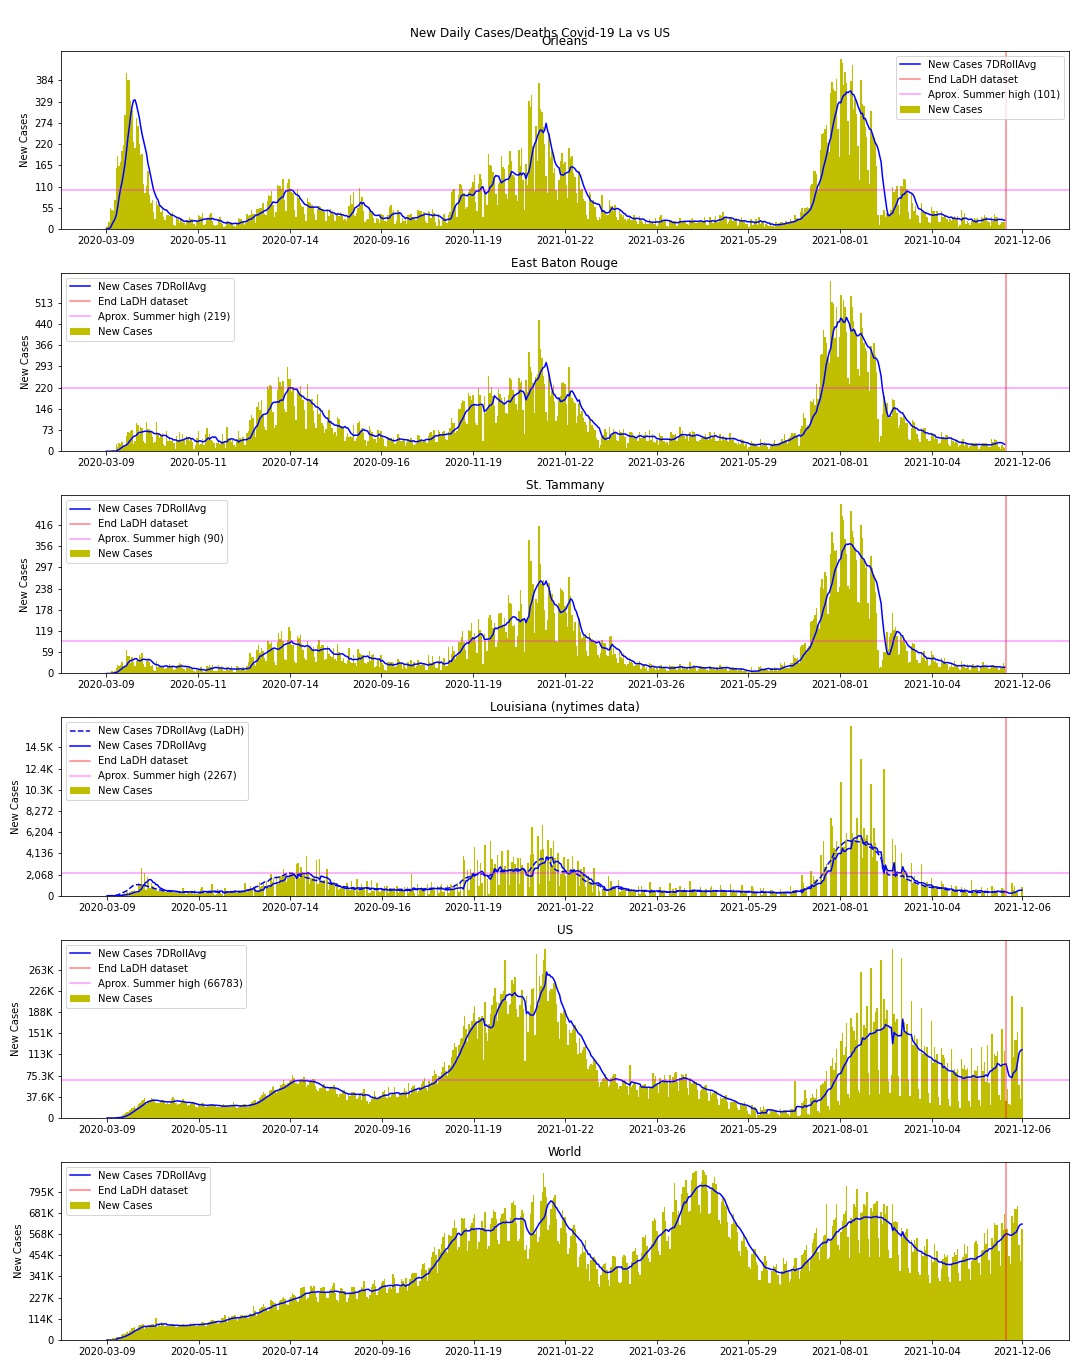 New Daily Cases/Deaths Covid-19 La vs US
Orleans
New Cases
384
329
274
220
165
110
55
0
New Cases 7DRollAvg
End LaDH dataset
Aprox. Summer high (101)
New Cases
2020-03-09 2020-05-11 2020-07-14 2020-09-16 2020-11-19 2021-01-22 2021-03-26 2021-05-29 2021-08-01 2021-10-04 2021-12-06
East Baton Rouge
New Cases
513
440
366
293
220
146
73
0
New Cases 7DRollAvg
End LaDH dataset
Aprox. Summer high (219)
New Cases
2020-03-09 2020-05-11 2020-07-14 2020-09-16 2020-11-19 2021-01-22 2021-03-26 2021-05-29 2021-08-01 2021-10-04 2021-12-06
St. Tammany
New Cases
416
356
297
238
178
119
59
0
New Cases 7DRollAvg
End LaDH dataset
Aprox. Summer high (90)
New Cases
2020-03-09 2020-05-11 2020-07-14 2020-09-16 2020-11-19 2021-01-22 2021-03-26 2021-05-29 2021-08-01 2021-10-04 2021-12-06
Louisiana (nytimes data)
New Cases
14.5K
12.4K
10.3K
8,272
6,204
4,136
2,068
0
New Cases 7DRollAvg (LaDH)
New Cases 7DRollAvg
End LaDH dataset
Aprox. Summer high (2267)
New Cases
2020-03-09 2020-05-11 2020-07-14 2020-09-16 2020-11-19 2021-01-22 2021-03-26 2021-05-29 2021-08-01 2021-10-04 2021-12-06
US
New Cases
263K
226K
188K
151K
113K
75.3K
37.6K
0
New Cases 7DRollAvg
End LaDH dataset
Aprox. Summer high (66783)
New Cases
2020-03-09 2020-05-11 2020-07-14 2020-09-16 2020-11-19 2021-01-22 2021-03-26 2021-05-29 2021-08-01 2021-10-04 2021-12-06
World
New Cases
795K
681K
568K
454K
341K
227K
114K
0
New Cases 7DRollAvg
End LaDH dataset
New Cases
2020-03-09 2020-05-11 2020-07-14 2020-09-16 2020-11-19 2021-01-22 2021-03-26 2021-05-29 2021-08-01 2021-10-04 2021-12-06